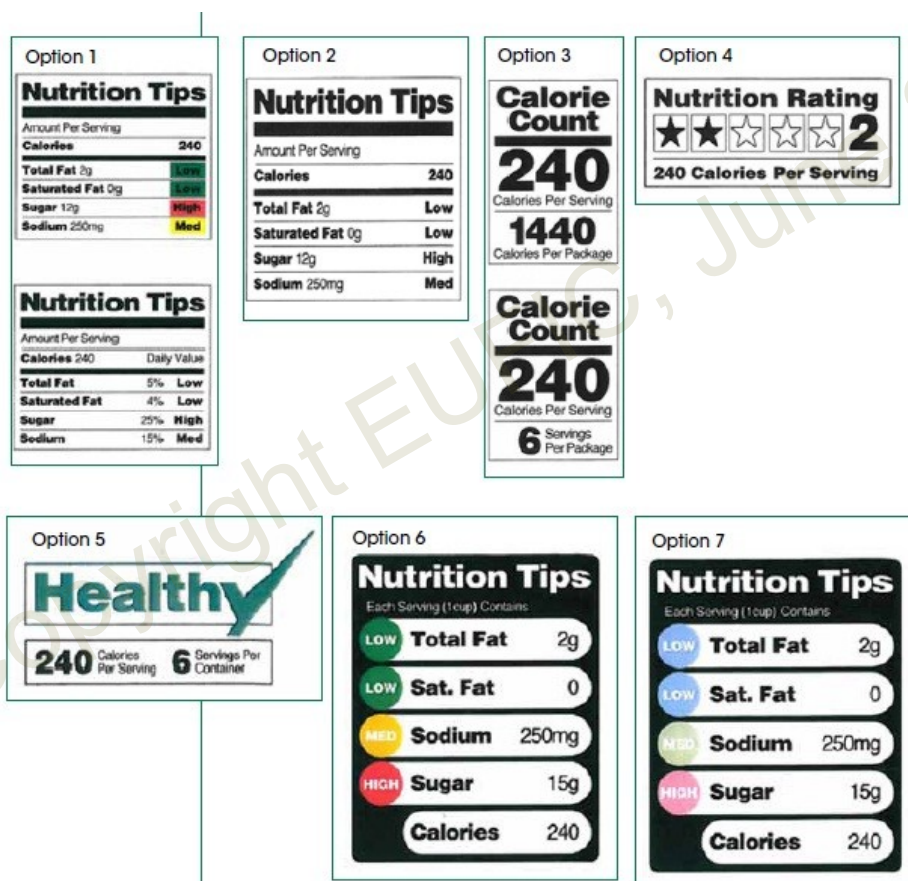 Option 1
Nutrition Tips
Amount Per Serving
Calories 240
Total Fat 2g Low
Saturated Fat 0g Low
Sugar 12g High
Sodium 250mg Med
Nutrition Tips
Amount Per Serving
Calories 240 Daily Value
Total Fat 5% Low
Saturated Fat 4% Low
Sugar 25% High
Sodium 15% Med
Option 2
Nutrition Tips
Amount Per Serving
Calories 240
Total Fat 2g Low
Saturated Fat 0g Low
Sugar 12g High
Sodium 250mg Med
Option 3
Calorie
Count
240
Calories Per Serving
1440
Calories Per Package
Calorie
Count
240
Calories Per Serving
6 Servings
Per Package
Option 4
Nutrition Rating
2
240 Calories Per Serving
Option 5
Healthy
240 Calories
Per Serving
6 Servings Per
Container
Option 6
Nutrition Tips
Each Serving (1cup) Contains
LOW Total Fat 2g
LOW Sat. Fat 0
MED Sodium 250mg
HIGH Sugar 15g
Calories 240
Option 7
Nutrition Tips
Each Serving (1cup) Contains
LOW Total Fat 2g
LOW Sat. Fat 0
MED Sodium 250mg
HIGH Sugar 15g
Calories 240
Copyright EUFIC, June